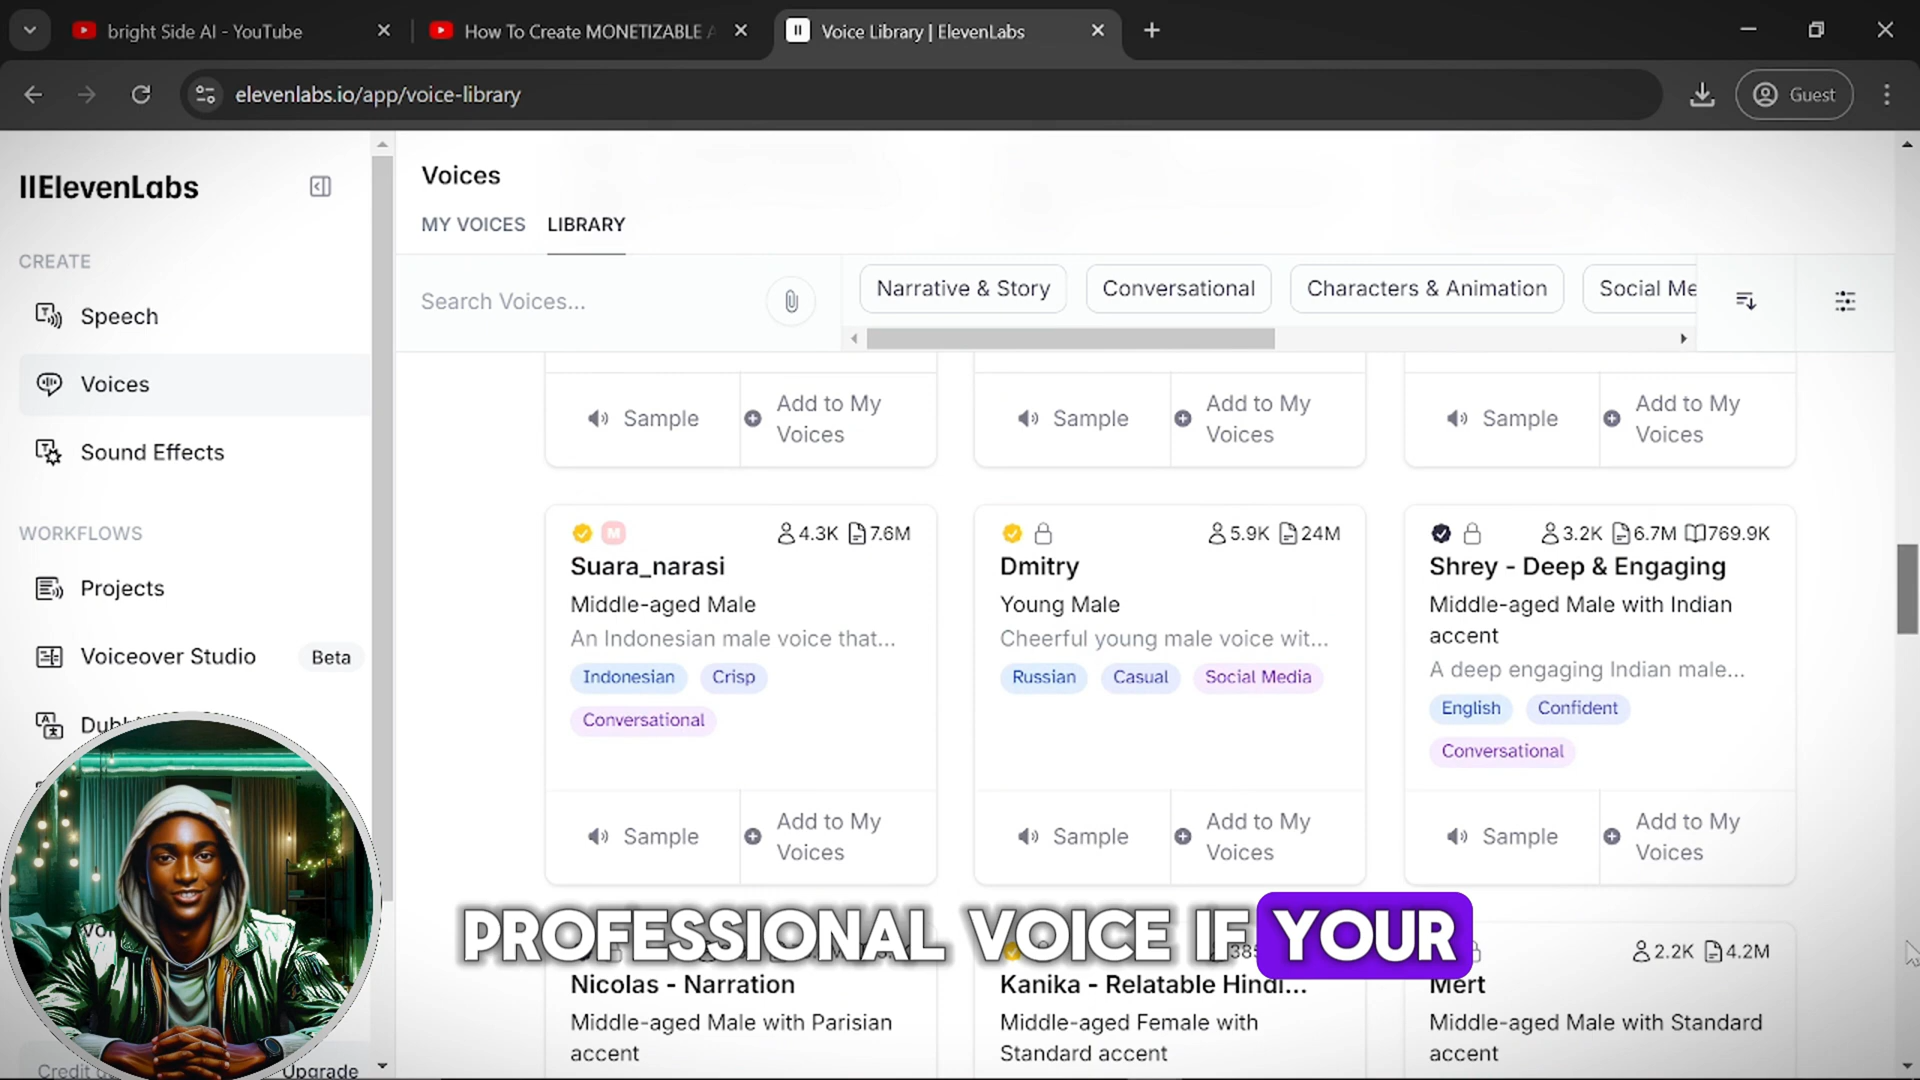 bright Side AI - YouTube
How To Create MONETIZABLE
Voice Library | ElevenLabs
elevenlabs.io/app/voice-library
Guest
IIElevenLabs
CREATE
Speech
Voices
Sound Effects
WORKFLOWS
Projects
Voiceover Studio Beta
Upgrade
Voices
MY VOICES LIBRARY
Search Voices...
Narrative & Story Conversational Characters & Animation Social Me
Sample Add to My Voices
Sample Add to My Voices
Sample Add to My Voices
M 4.3K 7.6M
Suara_narasi
Middle-aged Male
An Indonesian male voice that...
Indonesian Crisp
Conversational
Sample Add to My Voices
5.9K 24M
Dmitry
Young Male
Cheerful young male voice wit...
Russian Casual Social Media
Sample Add to My Voices
3.2K 6.7M 769.9K
Shrey - Deep & Engaging
Middle-aged Male with Indian
accent
A deep engaging Indian male...
English Confident
Conversational
Sample Add to My Voices
PROFESSIONAL VOICE IF YOUR
Nicolas - Narration
Middle-aged Male with Parisian
accent
Kanika - Relatable Hindi...
Middle-aged Female with
Standard accent
2.2K 4.2M
Mert
Middle-aged Male with Standard
accent